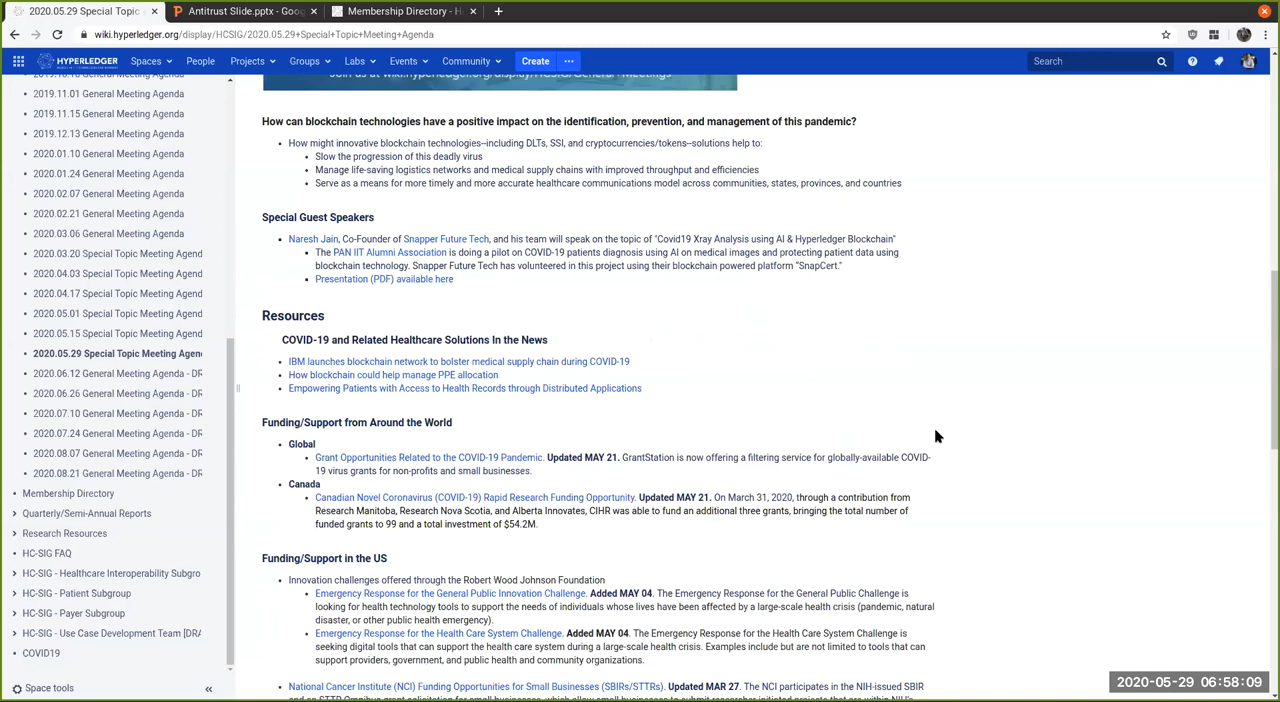 2020.05.29 Special Topic
Antitrust Slide.pptx - Goo
Membership Directory - H
wiki.hyperledger.org/display/HCSIG/2020.05.29+Special+Topic+Meeting+Agenda
HYPERLEDGER
Spaces
People
Projects
Groups
Labs
Events
Community
Create
Search
Join us at wiki.hyperledger.org/display/HCSIG/General+Meetings
2019.11.01 General Meeting Agenda
2019.11.15 General Meeting Agenda
2019.12.13 General Meeting Agenda
2020.01.10 General Meeting Agenda
2020.01.24 General Meeting Agenda
2020.02.07 General Meeting Agenda
2020.02.21 General Meeting Agenda
2020.03.06 General Meeting Agenda
2020.03.20 Special Topic Meeting Agend
2020.04.03 Special Topic Meeting Agend
2020.04.17 Special Topic Meeting Agend
2020.05.01 Special Topic Meeting Agend
2020.05.15 Special Topic Meeting Agend
2020.05.29 Special Topic Meeting Agen
2020.06.12 General Meeting Agenda - DR
2020.06.26 General Meeting Agenda - DR
2020.07.10 General Meeting Agenda - DR
2020.07.24 General Meeting Agenda - DR
2020.08.07 General Meeting Agenda - DR
2020.08.21 General Meeting Agenda - DR
Membership Directory
Quarterly/Semi-Annual Reports
Research Resources
HC-SIG FAQ
HC-SIG - Healthcare Interoperability Subgro
HC-SIG - Patient Subgroup
HC-SIG - Payer Subgroup
HC-SIG - Use Case Development Team [DRA
COVID19
Space tools
How can blockchain technologies have a positive impact on the identification, prevention, and management of this pandemic?
How might innovative blockchain technologies--including DLTs, SSI, and cryptocurrencies/tokens--solutions help to:
Slow the progression of this deadly virus
Manage life-saving logistics networks and medical supply chains with improved throughput and efficiencies
Serve as a means for more timely and more accurate healthcare communications model across communities, states, provinces, and countries
Special Guest Speakers
Naresh Jain, Co-Founder of Snapper Future Tech, and his team will speak on the topic of "Covid19 Xray Analysis using AI & Hyperledger Blockchain"
The PAN IIT Alumni Association is doing a pilot on COVID-19 patients diagnosis using AI on medical images and protecting patient data using
blockchain technology. Snapper Future Tech has volunteered in this project using their blockchain powered platform "SnapCert."
Presentation (PDF) available here
Resources
COVID-19 and Related Healthcare Solutions In the News
IBM launches blockchain network to bolster medical supply chain during COVID-19
How blockchain could help manage PPE allocation
Empowering Patients with Access to Health Records through Distributed Applications
Funding/Support from Around the World
Global
Grant Opportunities Related to the COVID-19 Pandemic. Updated MAY 21. GrantStation is now offering a filtering service for globally-available COVID-
19 virus grants for non-profits and small businesses.
Canada
Canadian Novel Coronavirus (COVID-19) Rapid Research Funding Opportunity. Updated MAY 21. On March 31, 2020, through a contribution from
Research Manitoba, Research Nova Scotia, and Alberta Innovates, CIHR was able to fund an additional three grants, bringing the total number of
funded grants to 99 and a total investment of $54.2M.
Funding/Support in the US
Innovation challenges offered through the Robert Wood Johnson Foundation
Emergency Response for the General Public Innovation Challenge. Added MAY 04. The Emergency Response for the General Public Challenge is
looking for health technology tools to support the needs of individuals whose lives have been affected by a large-scale health crisis (pandemic, natural
disaster, or other public health emergency).
Emergency Response for the Health Care System Challenge. Added MAY 04. The Emergency Response for the Health Care System Challenge is
seeking digital tools that can support the health care system during a large-scale health crisis. Examples include but are not limited to tools that can
support providers, government, and public health and community organizations.
National Cancer Institute (NCI) Funding Opportunities for Small Businesses (SBIRs/STTRs). Updated MAR 27. The NCI participates in the NIH-issued SBIR
2020-05-29 06:58:09